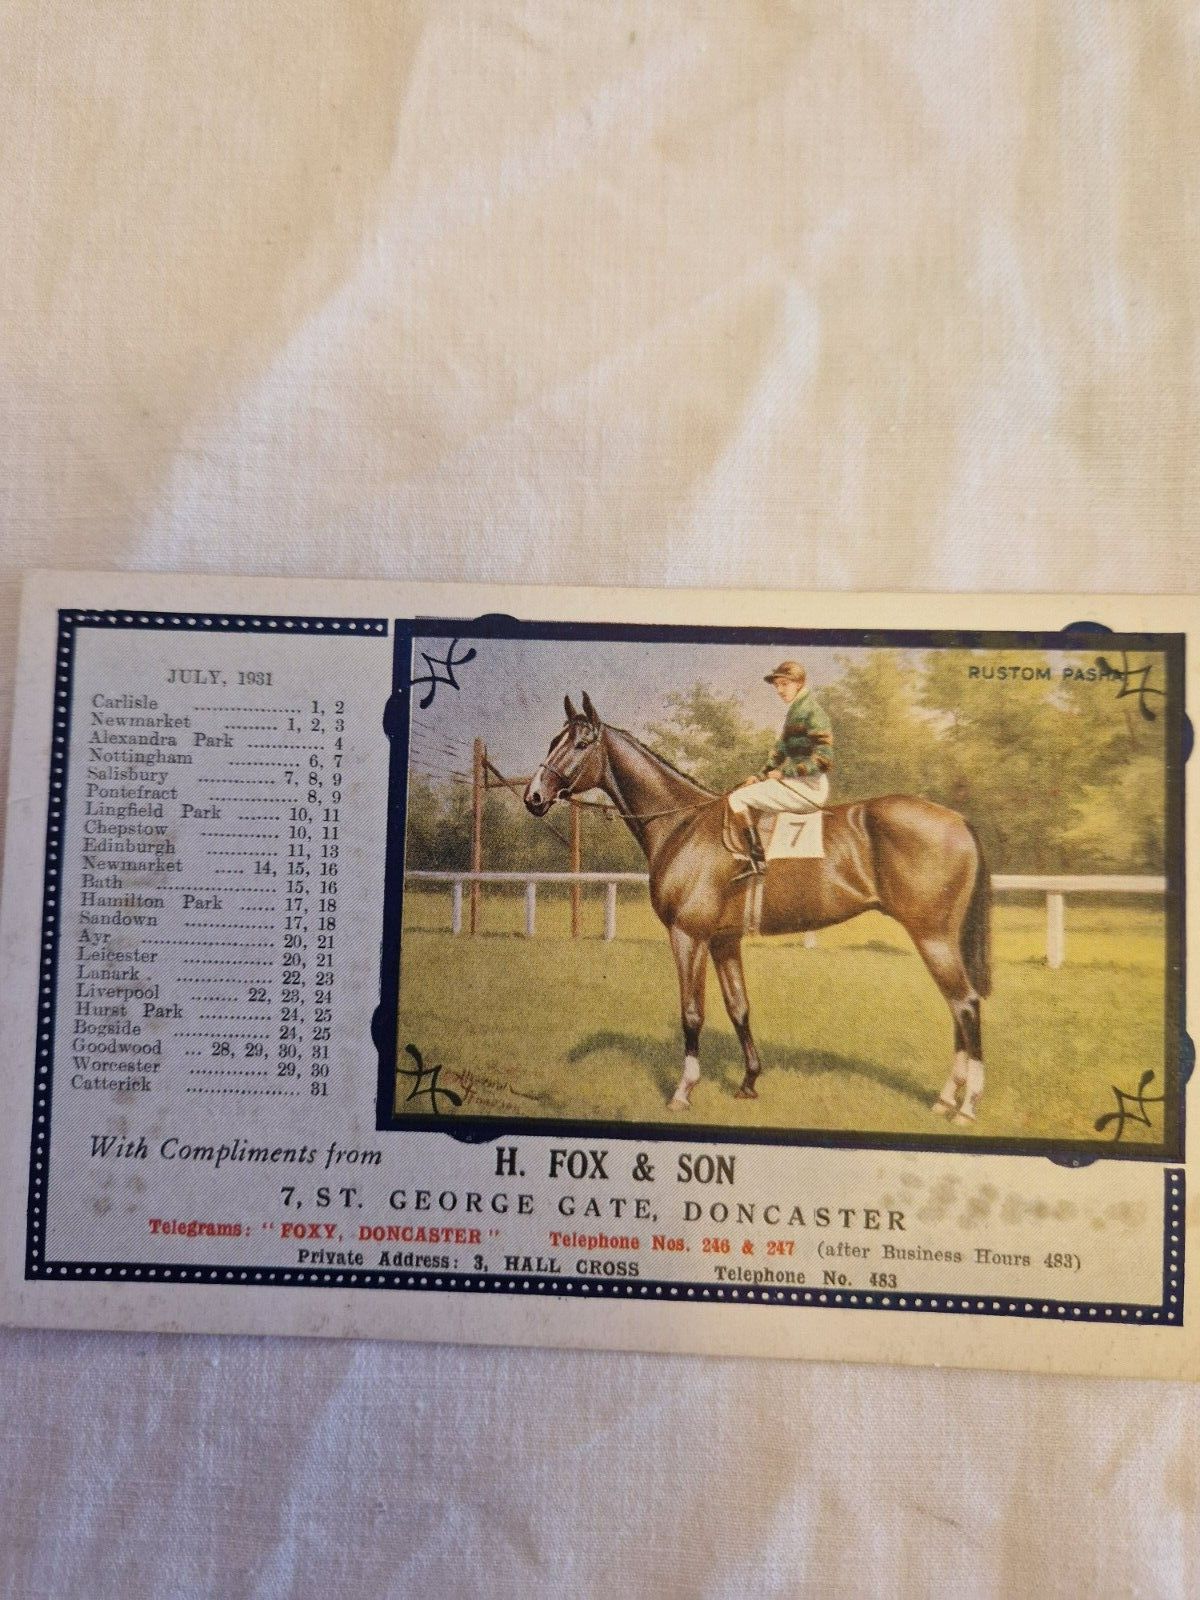 JULY, 1931
Carlisle .................... 1, 2
Newmarket .......... 1, 2, 3
Alexandra Park .............. 4
Nottingham ............. 6, 7
Salisbury .............. 7, 8, 9
Pontefract ................ 8, 9
Lingfield Park ....... 10, 11
Chepstow .............. 10, 11
Edinburgh ............. 11, 13
Newmarket ..... 14, 15, 16
Bath ..................... 15, 16
Hamilton Park ...... 17, 18
Sandown ................ 17, 18
Ayr ........................ 20, 21
Leicester ................ 20, 21
Lanark .................. 22, 23
Liverpool ........ 22, 23, 24
Hurst Park ............ 24, 25
Bogside ................. 24, 25
Goodwood ... 28, 29, 30, 31
Worcester .............. 29, 30
Catterick .................... 31
RUSTOM PASHA
7
With Compliments from H. FOX & SON
7, ST. GEORGE GATE, DONCASTER
Telegrams: "FOXY, DONCASTER" Telephone Nos. 246 & 247 (after Business Hours 483)
Private Address: 3, HALL CROSS Telephone No. 483